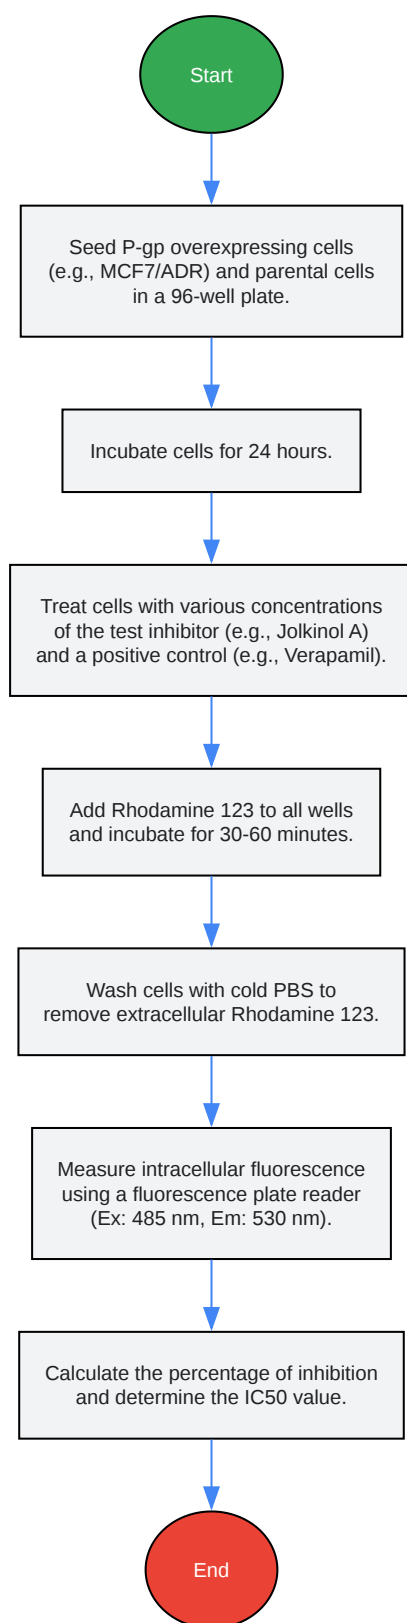 Start
Seed P-gp overexpressing cells
(e.g., MCF7/ADR) and parental cells
in a 96-well plate.
Incubate cells for 24 hours.
Treat cells with various concentrations
of the test inhibitor (e.g., Jolkinol A)
and a positive control (e.g., Verapamil).
Add Rhodamine 123 to all wells
and incubate for 30-60 minutes.
Wash cells with cold PBS to
remove extracellular Rhodamine 123.
Measure intracellular fluorescence
using a fluorescence plate reader
(Ex: 485 nm, Em: 530 nm).
Calculate the percentage of inhibition
and determine the IC50 value.
End